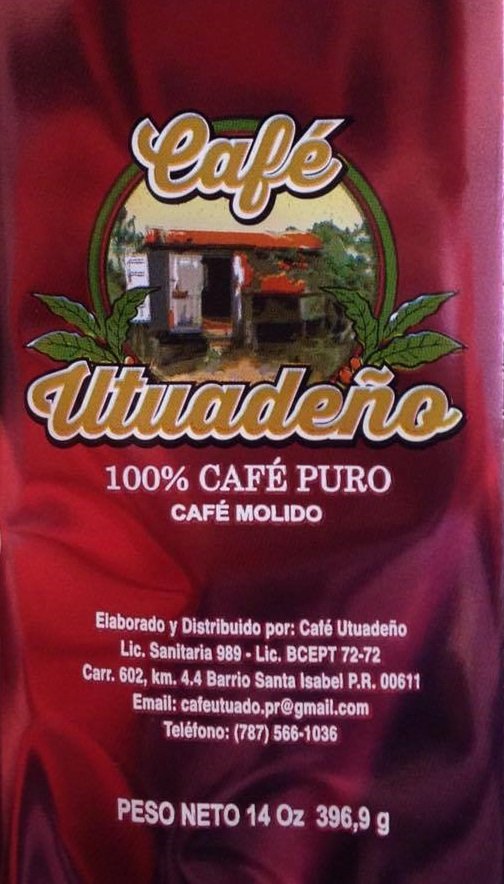 Café
Utuadeño
100% CAFÉ PURO
CAFÉ MOLIDO
Elaborado y Distribuido por: Café Utuadeño
Lic. Sanitaria 989 - Lic. BCEPT 72-72
Carr. 602, km. 4.4 Barrio Santa Isabel P.R. 00611
Email: cafeutuado.pr@gmail.com
Teléfono: (787) 566-1036
PESO NETO 14 Oz 396,9 g